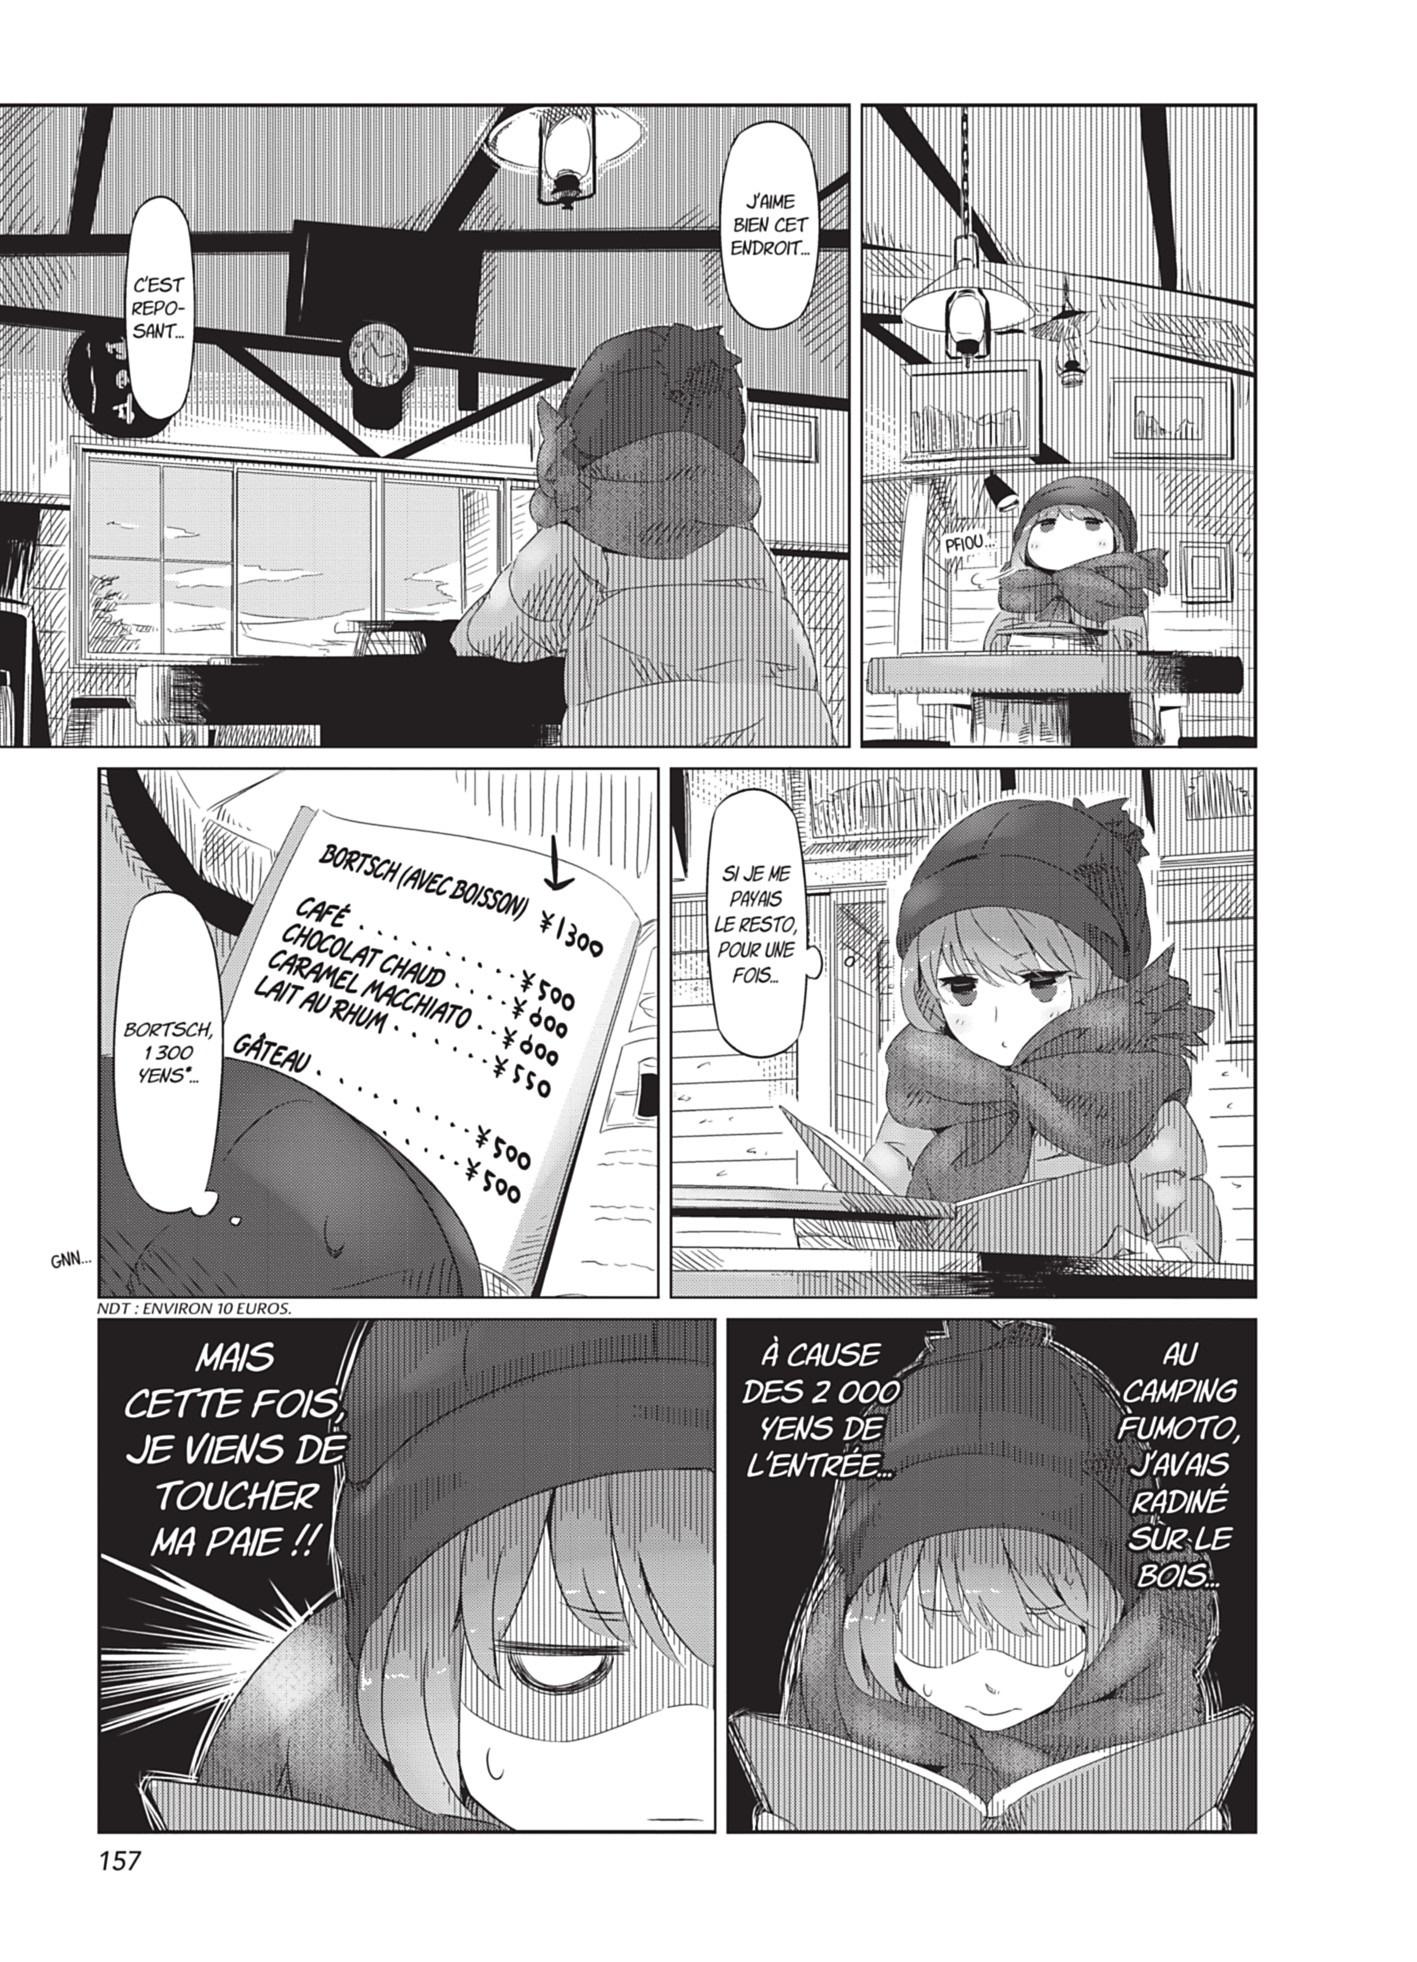 PFIOU...
J'AIME
BIEN CET
ENDROIT...
C'EST
REPO-
SANT...
SI JE ME
PAYAIS
LE RESTO,
POUR UNE
FOIS...
BORTSCH (AVEC BOISSON) ¥1300
CAFÉ . . . . . . . . . . ¥500
CHOCOLAT CHAUD . . . . ¥600
CARAMEL MACCHIATO . . ¥600
LAIT AU RHUM . . . . . . ¥550
GÂTEAU . . . . . . . . . . ¥500
. . . . . ¥500
BORTSCH,
1 300
YENS*...
GNN...
NDT : ENVIRON 10 EUROS.
AU
CAMPING
FUMOTO,
J'AVAIS
RADINÉ
SUR LE
BOIS...
À CAUSE
DES 2 000
YENS DE
L'ENTRÉE...
MAIS
CETTE FOIS,
JE VIENS DE
TOUCHER
MA PAIE !!
157